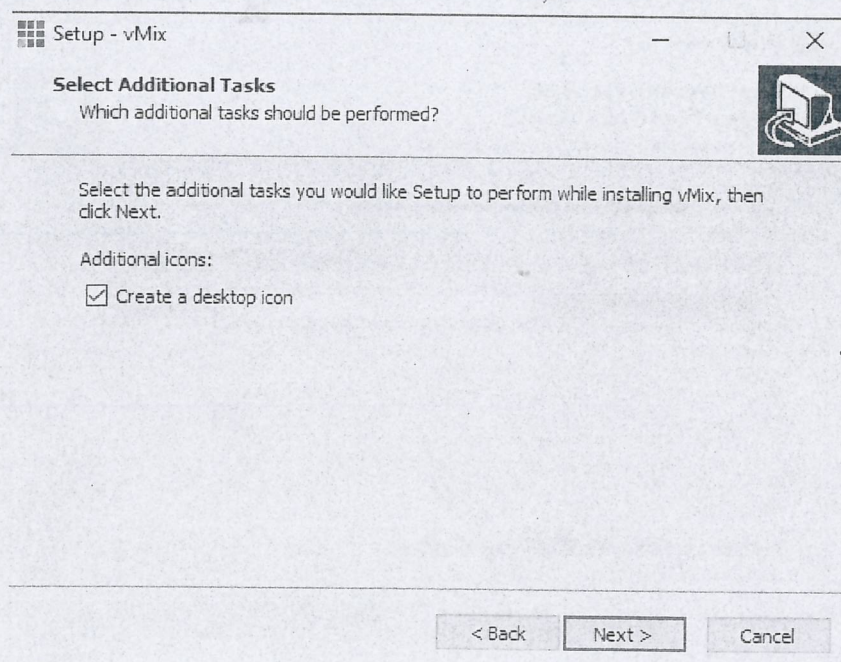 Setup - vMix
Select Additional Tasks
Which additional tasks should be performed?
Select the additional tasks you would like Setup to perform while installing vMix, then
click Next.
Additional icons:
Create a desktop icon
< Back
Next >
Cancel